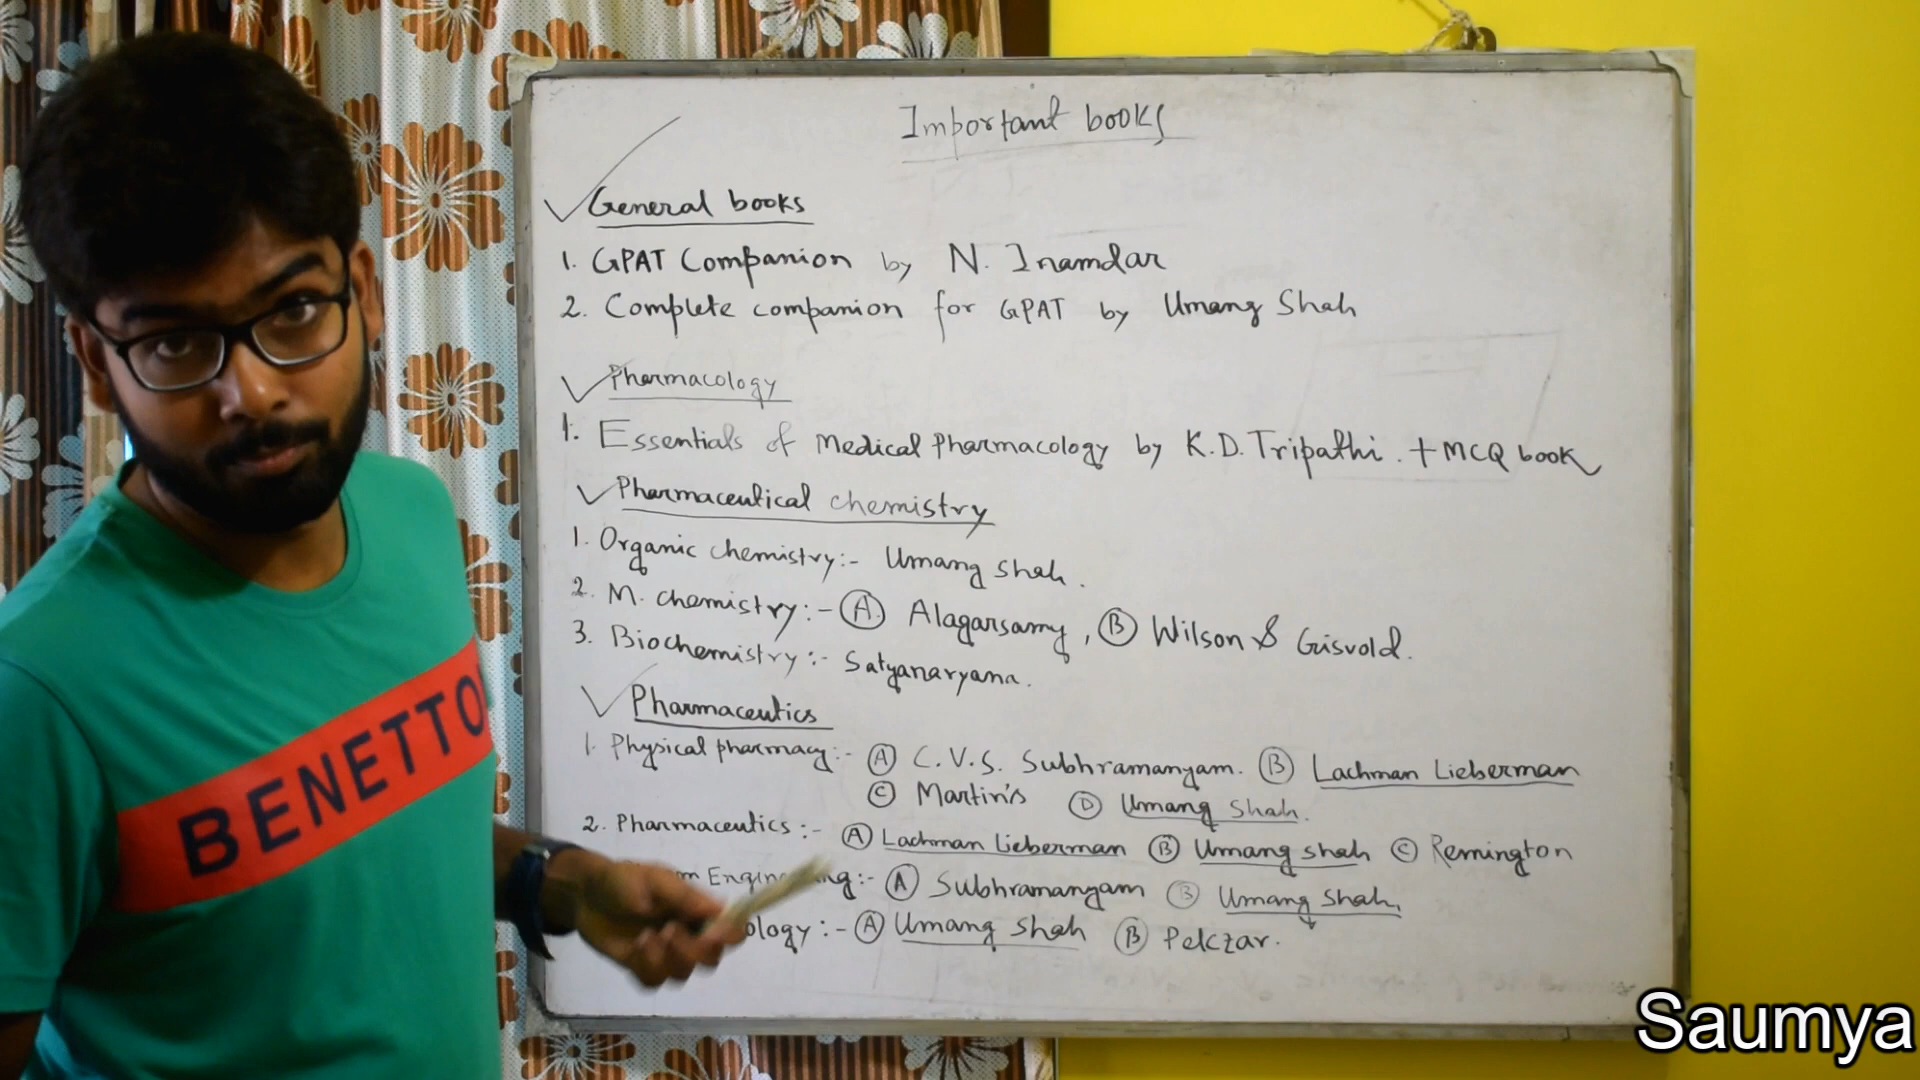 Important books
General books
1. GPAT Companion by N. Inamdar
2. Complete companion for GPAT by Umang Shah
Pharmacology
1. Essentials of Medical Pharmacology by K.D. Tripathi. + MCQ book
Pharmaceutical chemistry
1. Organic chemistry:- Umang Shah.
2. M. chemistry:- (A) Alagarsamy, (B) Wilson & Gisvold.
3. Biochemistry:- Satyanaryana.
Pharmaceutics
1. Physical pharmacy:- (A) C.V.S. Subhramanyam. (B) Lachman Lieberman
(C) Martin's (D) Umang Shah.
2. Pharmaceutics:- (A) Lachman Lieberman (B) Umang Shah (C) Remington
:- (A) Subhramanyam (B) Umang Shah.
ology:- (A) Umang Shah (B) Pelczar.
BENETTO
Saumya